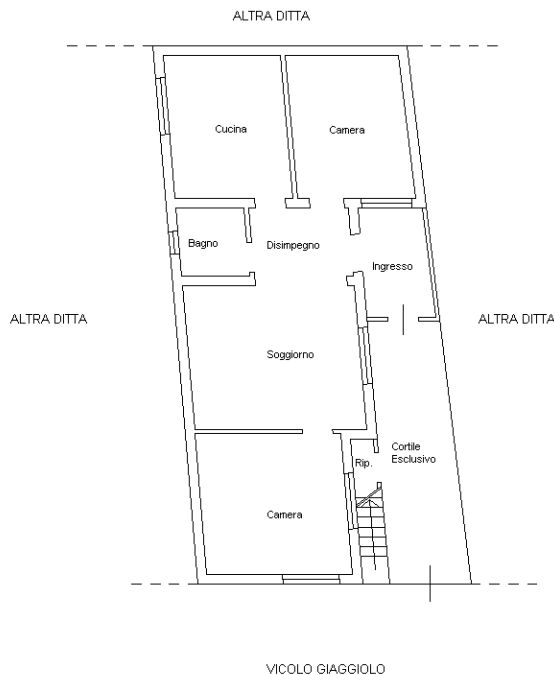 ALTRA DITTA
Cucina
Camera
Bagno
Disimpegno
Ingresso
ALTRA DITTA
ALTRA DITTA
Soggiorno
Cortile
Esclusivo
Rip.
Camera
VICOLO GIAGGIOLO